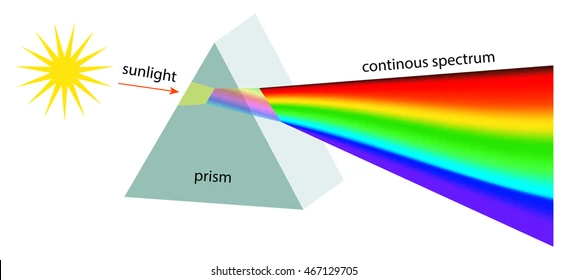 sunlight
continous spectrum
prism
shutterstock.com · 467129705